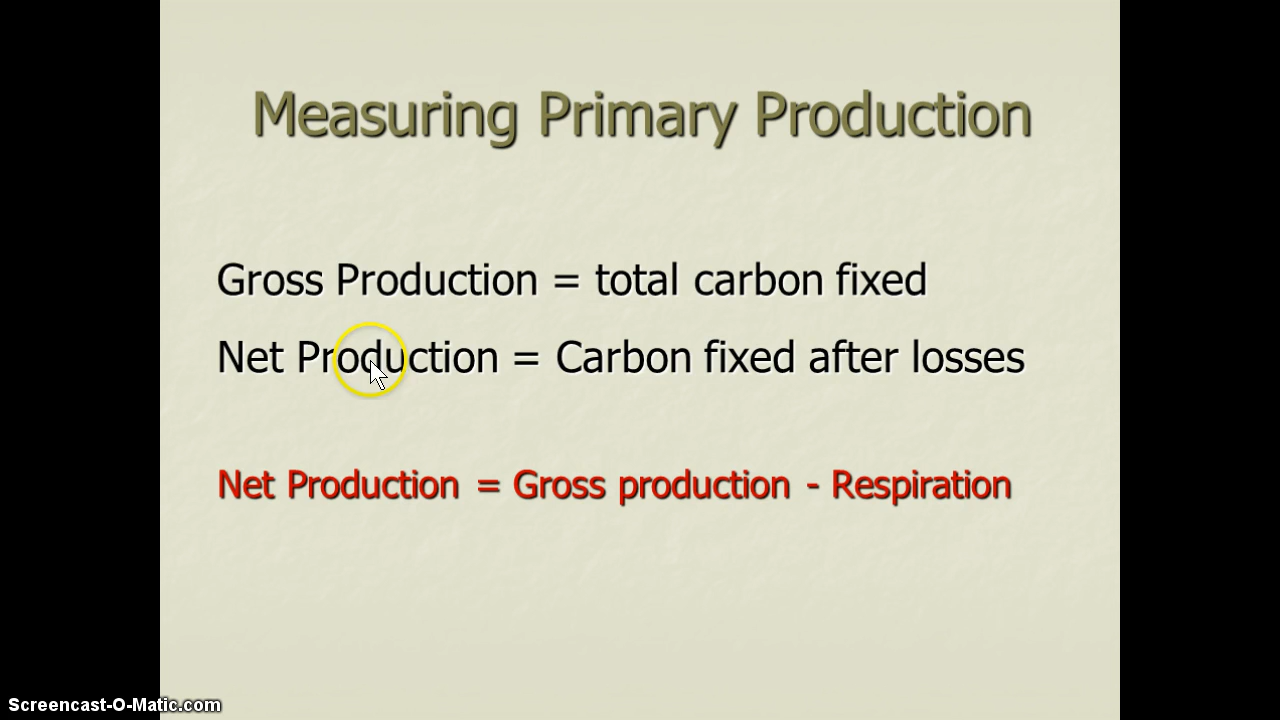 Measuring Primary Production
Gross Production = total carbon fixed
Net Production = Carbon fixed after losses
Net Production = Gross production - Respiration
Screencast-O-Matic.com